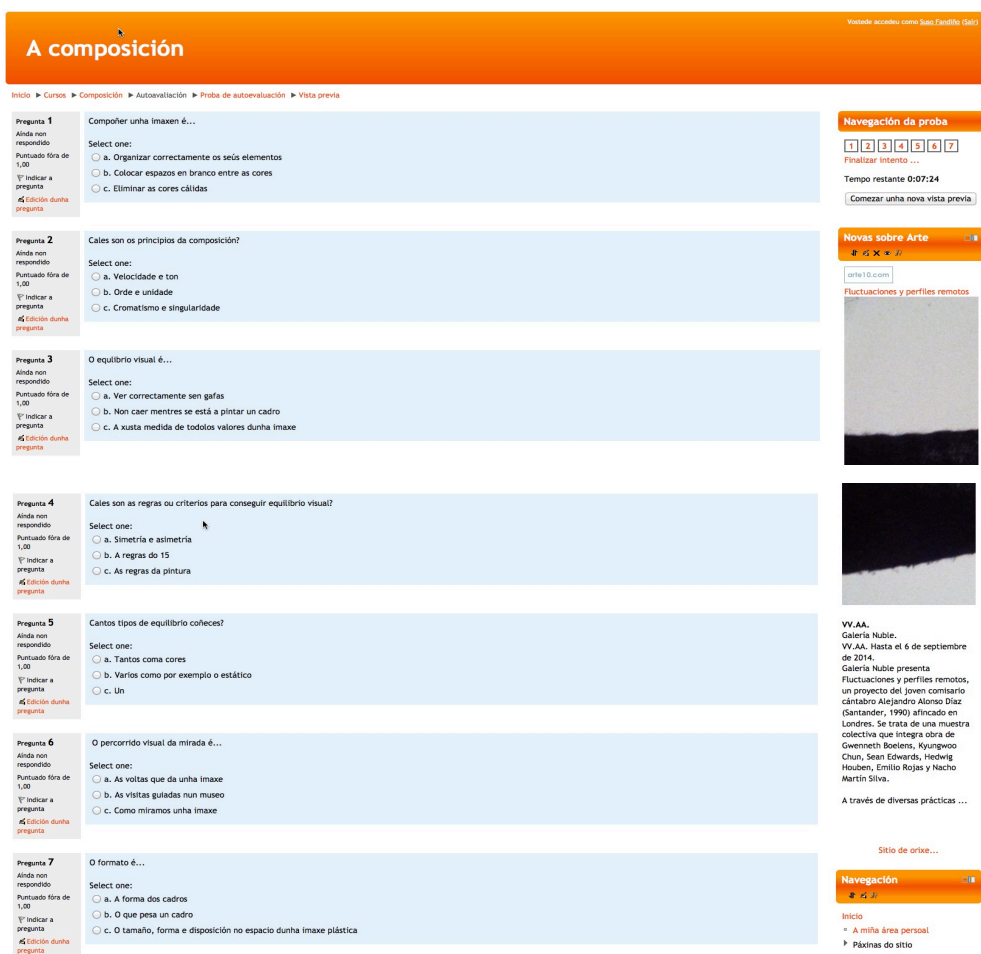 Vostede accedeu como Suso Fandiño (Saír)
A composición
Inicio ► Cursos ► Composición ► Autoavaliación ► Proba de autoevaluación ► Vista previa
Pregunta 1
Aínda non
respondido
Puntuado fóra de
1,00
Indicar a
pregunta
Edición dunha
pregunta
Compoñer unha imaxen é...
Select one:
a. Organizar correctamente os seús elementos
b. Colocar espazos en branco entre as cores
c. Eliminar as cores cálidas
Pregunta 2
Aínda non
respondido
Puntuado fóra de
1,00
Indicar a
pregunta
Edición dunha
pregunta
Cales son os principios da composición?
Select one:
a. Velocidade e ton
b. Orde e unidade
c. Cromatismo e singularidade
Pregunta 3
Aínda non
respondido
Puntuado fóra de
1,00
Indicar a
pregunta
Edición dunha
pregunta
O equlibrio visual é...
Select one:
a. Ver correctamente sen gafas
b. Non caer mentres se está a pintar un cadro
c. A xusta medida de todolos valores dunha imaxe
Pregunta 4
Aínda non
respondido
Puntuado fóra de
1,00
Indicar a
pregunta
Edición dunha
pregunta
Cales son as regras ou criterios para conseguir equilibrio visual?
Select one:
a. Simetría e asimetría
b. A regras do 15
c. As regras da pintura
Pregunta 5
Aínda non
respondido
Puntuado fóra de
1,00
Indicar a
pregunta
Edición dunha
pregunta
Cantos tipos de equilibrio coñeces?
Select one:
a. Tantos coma cores
b. Varios como por exemplo o estático
c. Un
Pregunta 6
Aínda non
respondido
Puntuado fóra de
1,00
Indicar a
pregunta
Edición dunha
pregunta
O percorrido visual da mirada é...
Select one:
a. As voltas que da unha imaxe
b. As visitas guiadas nun museo
c. Como miramos unha imaxe
Pregunta 7
Aínda non
respondido
Puntuado fóra de
1,00
Indicar a
pregunta
Edición dunha
pregunta
O formato é...
Select one:
a. A forma dos cadros
b. O que pesa un cadro
c. O tamaño, forma e disposición no espacio dunha imaxe plástica
Navegación da proba
1 2 3 4 5 6 7
Finalizar intento ...
Tempo restante 0:07:24
Comezar unha nova vista previa
Novas sobre Arte
arte10.com
Fluctuaciones y perfiles remotos
VV.AA.
Galería Nuble.
VV.AA. Hasta el 6 de septiembre
de 2014.
Galería Nuble presenta
Fluctuaciones y perfiles remotos,
un proyecto del joven comisario
cántabro Alejandro Alonso Díaz
(Santander, 1990) afincado en
Londres. Se trata de una muestra
colectiva que integra obra de
Gwenneth Boelens, Kyungwoo
Chun, Sean Edwards, Hedwig
Houben, Emilio Rojas y Nacho
Martín Silva.
A través de diversas prácticas ...
Sitio de orixe...
Navegación
Inicio
A miña área persoal
Páxinas do sitio